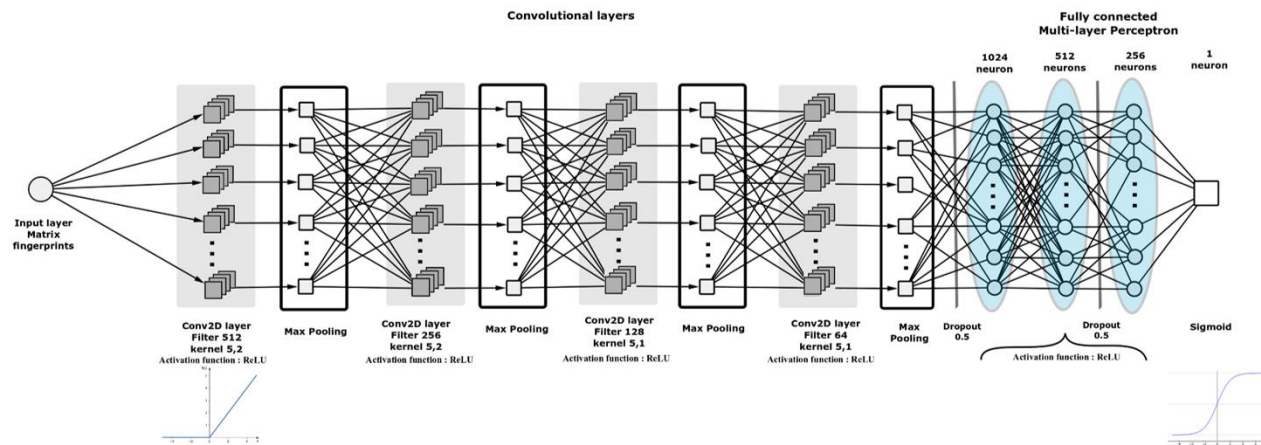 Convolutional layers
Fully connected
Multi-layer Perceptron
1024
neuron
512
neurons
256
neurons
1
neuron
Input layer
Matrix
fingerprints
Conv2D layer
Filter 512
kernel 5,2
Activation function : ReLU
Max Pooling
Conv2D layer
Filter 256
kernel 5,2
Activation function : ReLU
Max Pooling
Conv2D layer
Filter 128
kernel 5,1
Activation function : ReLU
Max Pooling
Conv2D layer
Filter 64
kernel 5,1
Activation function : ReLU
Max
Pooling
Dropout
0.5
Dropout
0.5
Activation function : ReLU
Sigmoid